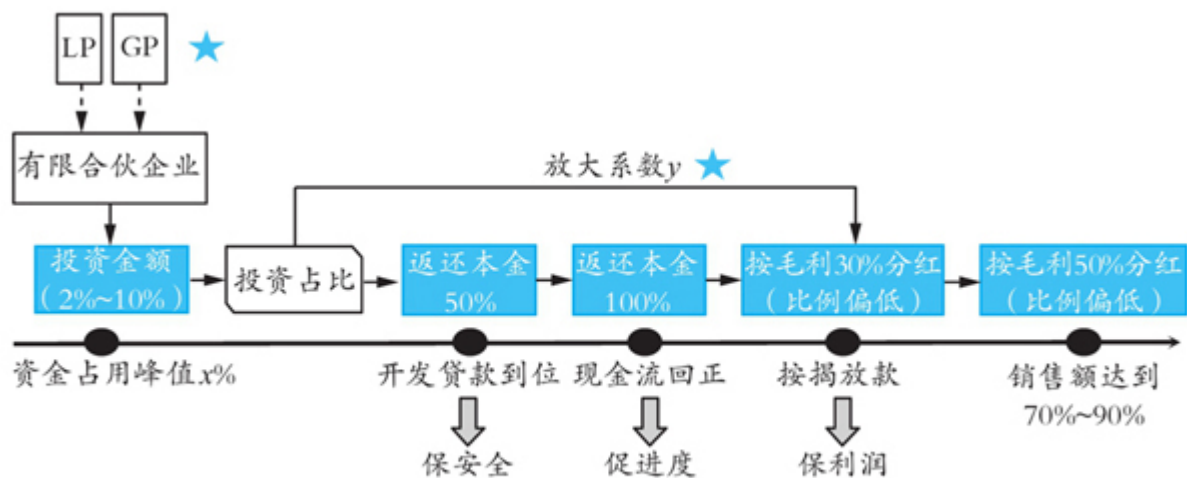 LP GP
有限合伙企业
放大系数y
投资金额
（2%~10%）
投资占比
返还本金
50%
返还本金
100%
按毛利30%分红
（比例偏低）
按毛利50%分红
（比例偏低）
资金占用峰值x%
开发贷款到位
现金流回正
按揭放款
销售额达到
70%~90%
保安全
促进度
保利润